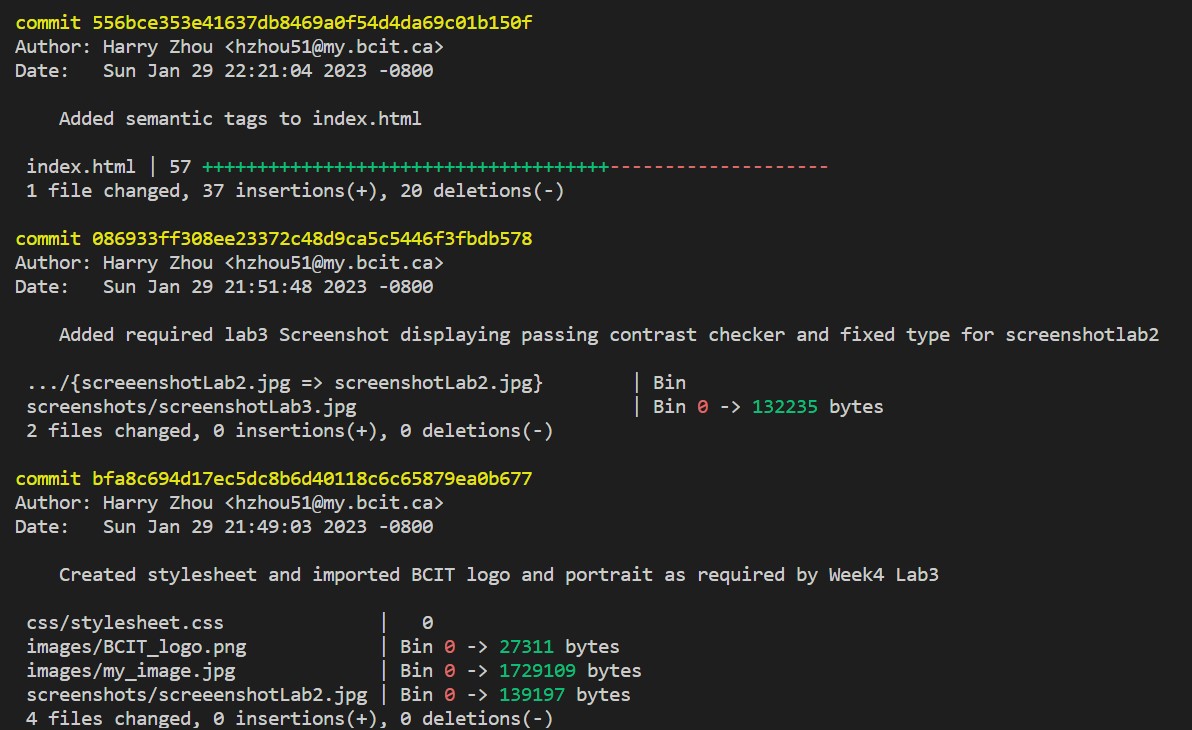 commit 556bce353e41637db8469a0f54d4da69c01b150f
Author: Harry Zhou <hzhou51@my.bcit.ca>
Date:   Sun Jan 29 22:21:04 2023 -0800
    Added semantic tags to index.html
 index.html | 57 +++++++++++++++++++++++++++++++++++++--------------------
 1 file changed, 37 insertions(+), 20 deletions(-)
commit 086933ff308ee23372c48d9ca5c5446f3fbdb578
Author: Harry Zhou <hzhou51@my.bcit.ca>
Date:   Sun Jan 29 21:51:48 2023 -0800
    Added required lab3 Screenshot displaying passing contrast checker and fixed type for screenshotlab2
 .../{screeenshotLab2.jpg => screenshotLab2.jpg}        | Bin
 screenshots/screenshotLab3.jpg                         | Bin 0 -> 132235 bytes
 2 files changed, 0 insertions(+), 0 deletions(-)
commit bfa8c694d17ec5dc8b6d40118c6c65879ea0b677
Author: Harry Zhou <hzhou51@my.bcit.ca>
Date:   Sun Jan 29 21:49:03 2023 -0800
    Created stylesheet and imported BCIT logo and portrait as required by Week4 Lab3
 css/stylesheet.css              |   0
 images/BCIT_logo.png            | Bin 0 -> 27311 bytes
 images/my_image.jpg             | Bin 0 -> 1729109 bytes
 screenshots/screeenshotLab2.jpg | Bin 0 -> 139197 bytes
 4 files changed, 0 insertions(+), 0 deletions(-)